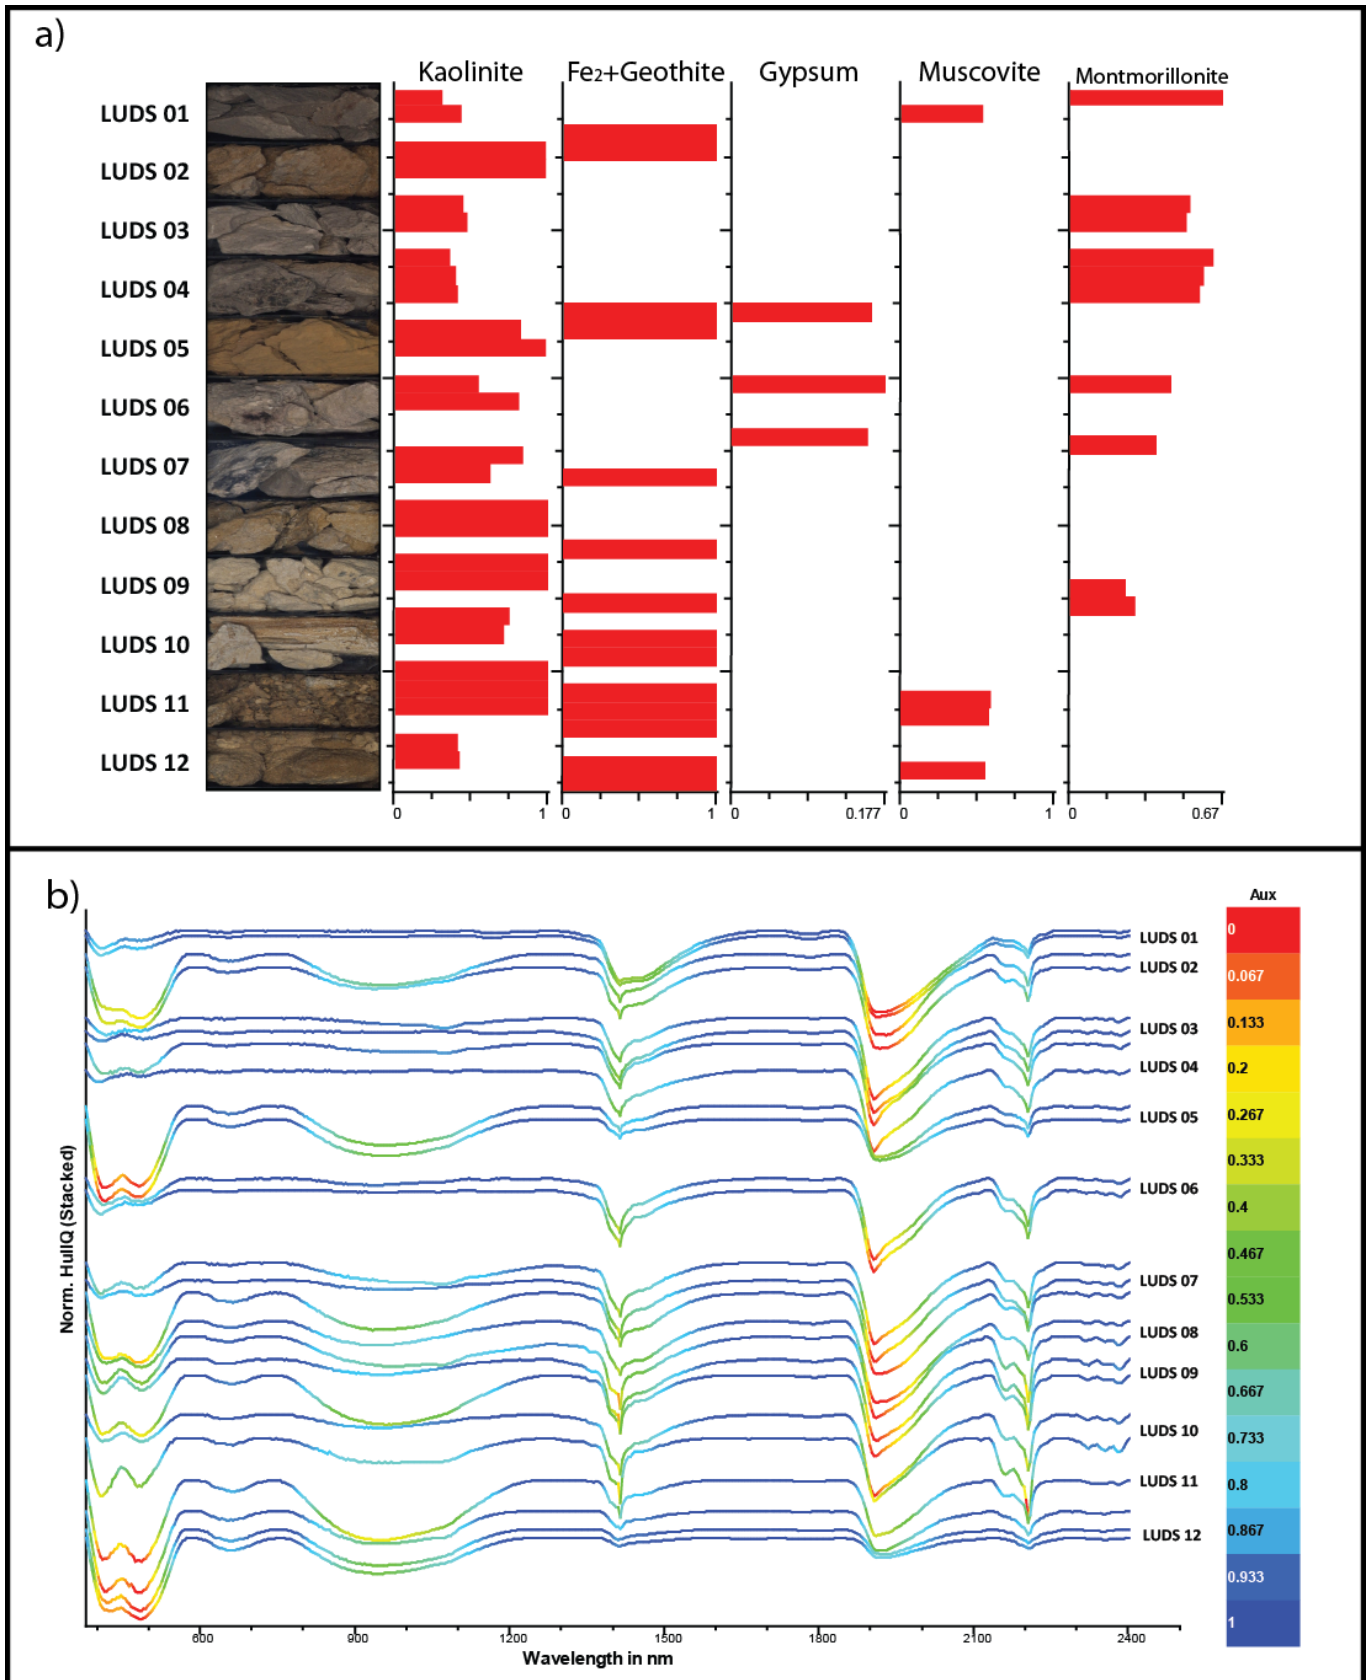 a)
Kaolinite Fe2+Geothite Gypsum Muscovite Montmorillonite
LUDS 01
LUDS 02
LUDS 03
LUDS 04
LUDS 05
LUDS 06
LUDS 07
LUDS 08
LUDS 09
LUDS 10
LUDS 11
LUDS 12
0 1 0 1 0 0.177 0 1 0 0.67
b)
Aux
0
0.067
0.133
0.2
0.267
0.333
0.4
0.467
0.533
0.6
0.667
0.733
0.8
0.867
0.933
1
LUDS 01
LUDS 02
LUDS 03
LUDS 04
LUDS 05
LUDS 06
LUDS 07
LUDS 08
LUDS 09
LUDS 10
LUDS 11
LUDS 12
Norm. HullQ (Stacked)
600 900 1200 1500 1800 2100 2400
Wavelength in nm